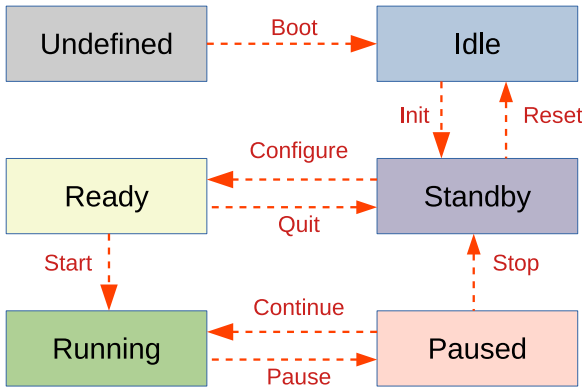 Undefined
Boot
Idle
Init
Reset
Configure
Ready
Standby
Quit
Start
Stop
Continue
Running
Paused
Pause